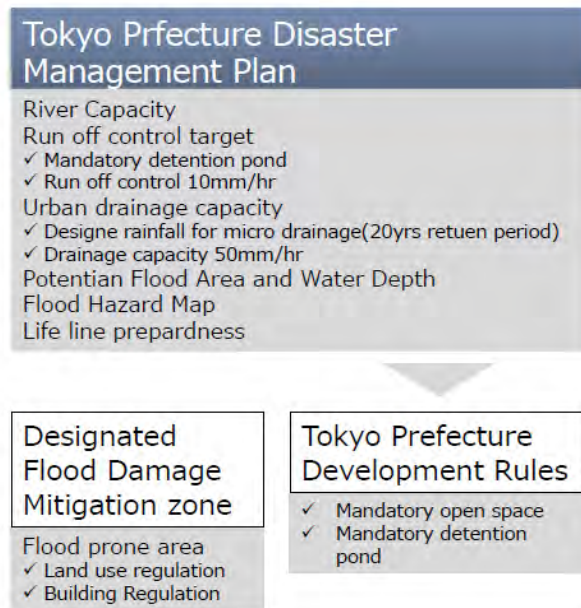 Tokyo Prfecture Disaster
Management Plan
River Capacity
Run off control target
✓ Mandatory detention pond
✓ Run off control 10mm/hr
Urban drainage capacity
✓ Designe rainfall for micro drainage(20yrs retuen period)
✓ Drainage capacity 50mm/hr
Potentian Flood Area and Water Depth
Flood Hazard Map
Life line prepardness
Designated
Flood Damage
Mitigation zone
Flood prone area
✓ Land use regulation
✓ Building Regulation
Tokyo Prefecture
Development Rules
✓ Mandatory open space
✓ Mandatory detention
pond